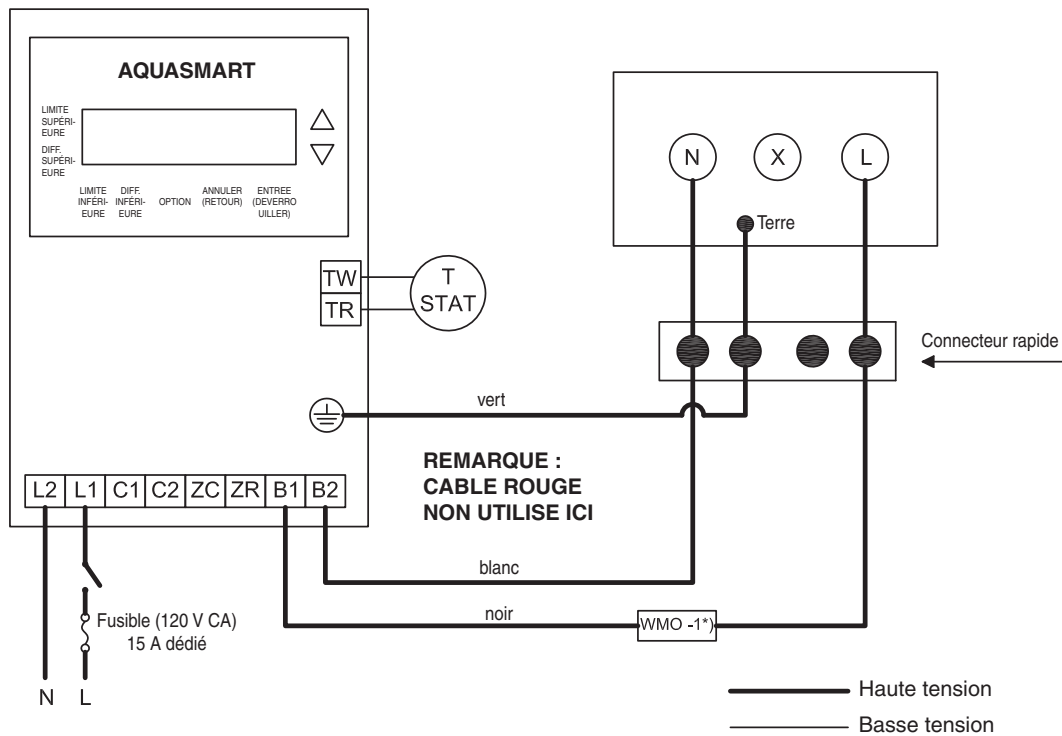 AQUASMART
LIMITE
SUPÉRI-
EURE
DIFF.
SUPÉRI-
EURE
LIMITE
INFÉRI-
EURE
DIFF.
INFÉRI-
EURE
OPTION
ANNULER
(RETOUR)
ENTREE
(DEVERRO
UILLER)
N
X
L
Terre
TW
TR
T
STAT
Connecteur rapide
vert
REMARQUE :
CABLE ROUGE
NON UTILISE ICI
L2 L1 C1 C2 ZC ZR B1 B2
blanc
noir
WMO -1*)
Fusible (120 V CA)
15 A dédié
N L
Haute tension
Basse tension